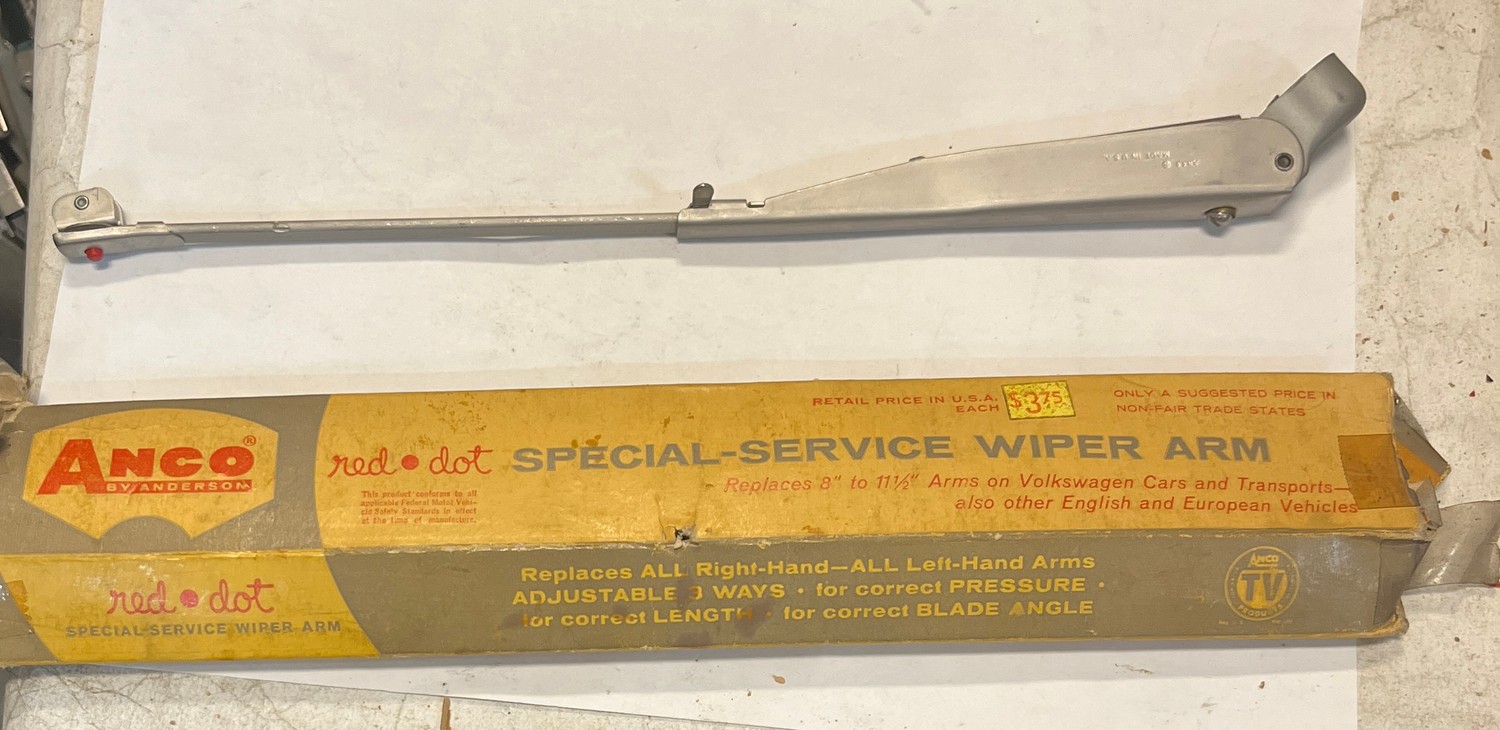 ANCO®
BY ANDERSON
red • dot
This product conforms to all
applicable Federal Motor Vehi-
cle Safety Standards in effect
at the time of manufacture.
RETAIL PRICE IN U.S.A.
EACH
$3.75
ONLY A SUGGESTED PRICE IN
NON-FAIR TRADE STATES
SPECIAL-SERVICE WIPER ARM
Replaces 8" to 11½" Arms on Volkswagen Cars and Transports—
also other English and European Vehicles
red • dot
SPECIAL-SERVICE WIPER ARM
Replaces ALL Right-Hand—ALL Left-Hand Arms
ADJUSTABLE 3 WAYS • for correct PRESSURE •
for correct LENGTH • for correct BLADE ANGLE
ANCO
TV
PRODUCTS